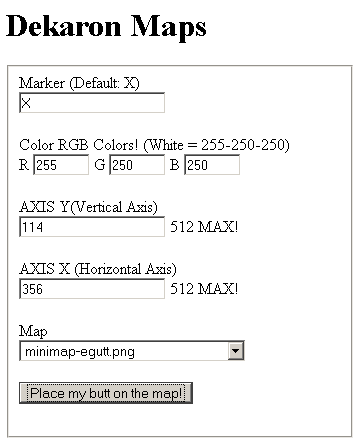 Dekaron Maps
Marker (Default: X)
X
Color RGB Colors! (White = 255-250-250)
R 255 G 250 B 250
AXIS Y(Vertical Axis)
114 512 MAX!
AXIS X (Horizontal Axis)
356 512 MAX!
Map
minimap-egutt.png
Place my butt on the map!